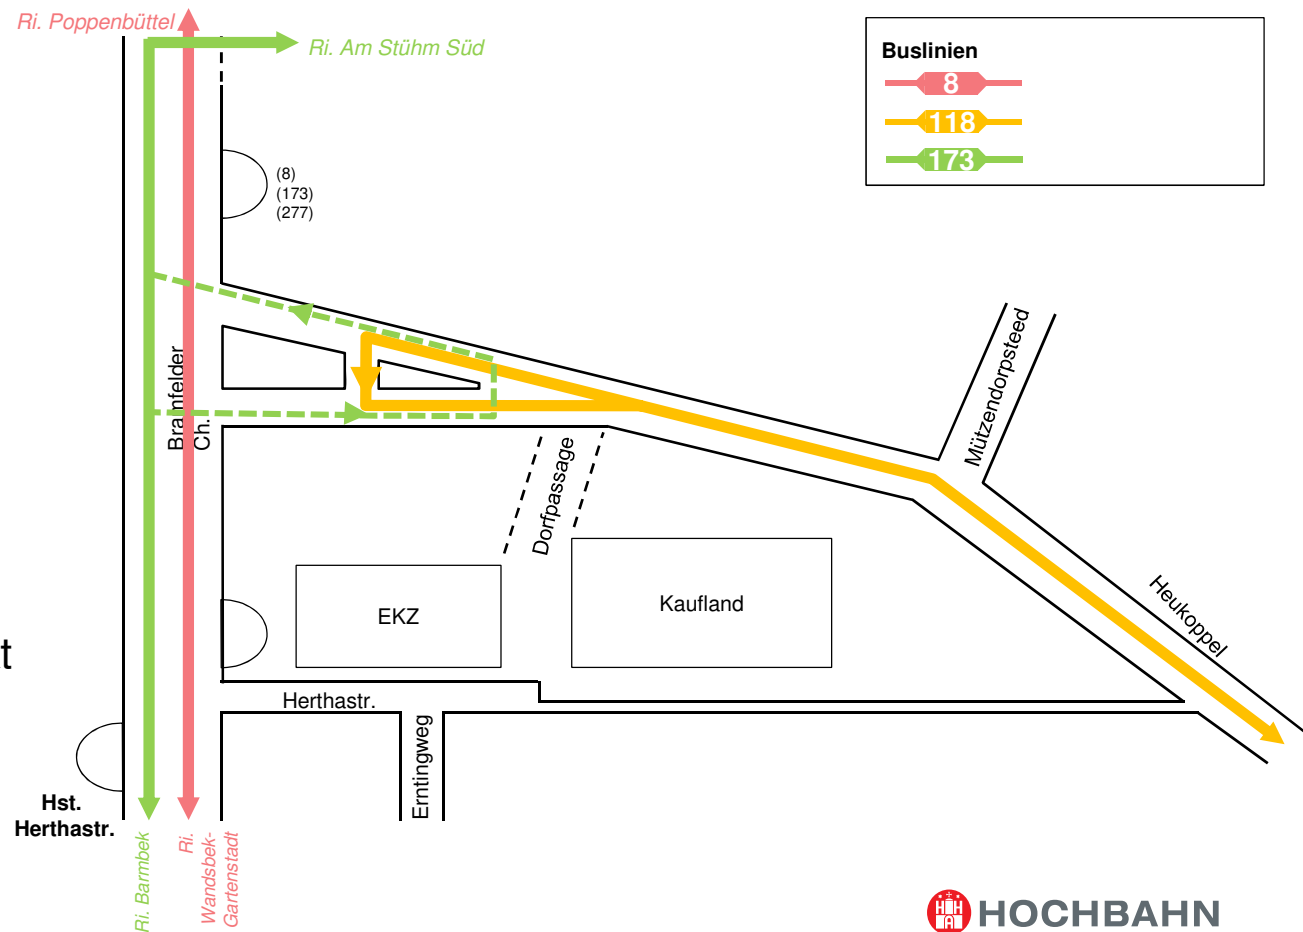 Ri. Poppenbüttel
Ri. Am Stühm Süd
Buslinien
8
118
173
(8)
(173)
(277)
Bramfelder
Ch.
Mützendorpsteed
Dorfpassage
Heukoppel
EKZ
Kaufland
t
Herthastr.
Erntingweg
Hst.
Herthastr.
Ri. Barmbek
Ri.
Wandsbek-
Gartenstadt
HOCHBAHN